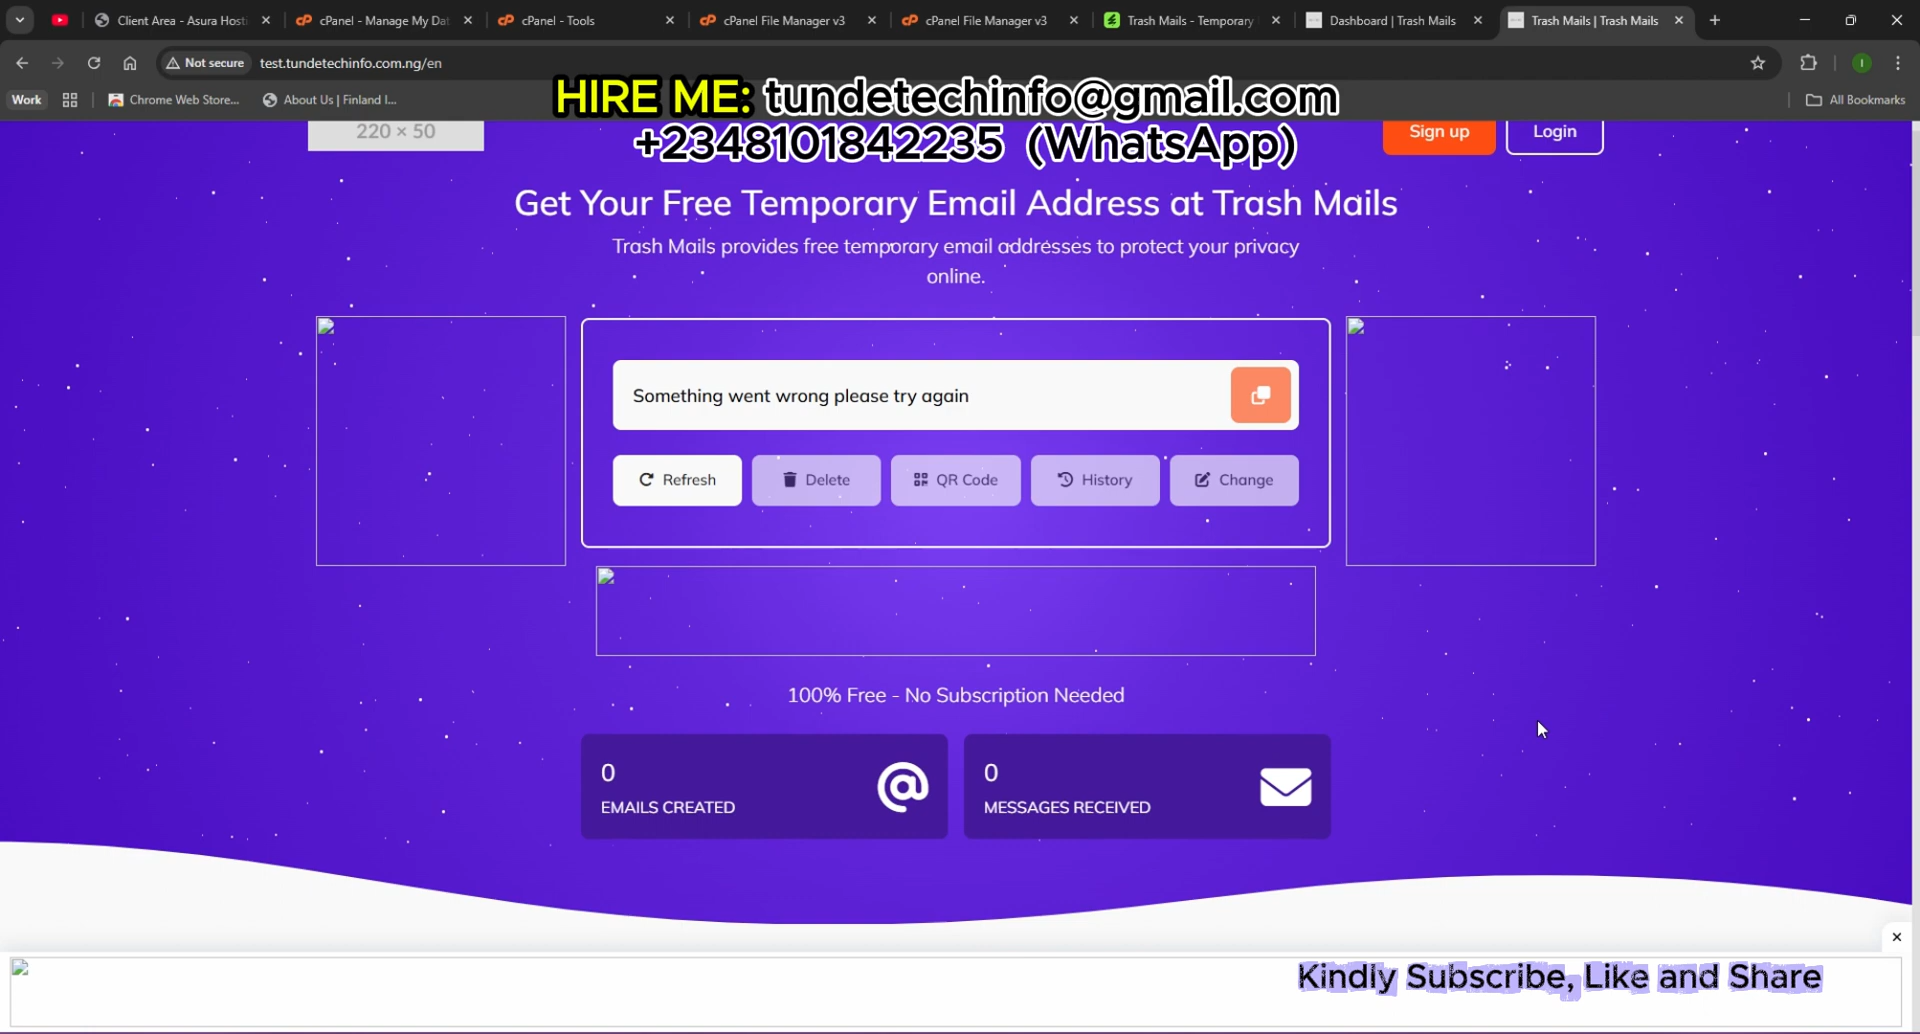 Client Area - Asura Hosti
cPanel - Manage My Dat
cPanel - Tools
cPanel File Manager v3
cPanel File Manager v3
Trash Mails - Temporary
Dashboard | Trash Mails
Trash Mails | Trash Mails
Not secure
test.tundetechinfo.com.ng/en
I
Work
Chrome Web Store...
About Us | Finland I...
All Bookmarks
HIRE ME: tundetechinfo@gmail.com
+2348101842235 (WhatsApp)
220 × 50
Sign up
Login
Get Your Free Temporary Email Address at Trash Mails
Trash Mails provides free temporary email addresses to protect your privacy
online.
Something went wrong please try again
Refresh
Delete
QR Code
History
Change
100% Free - No Subscription Needed
0
EMAILS CREATED
0
MESSAGES RECEIVED
Kindly Subscribe, Like and Share